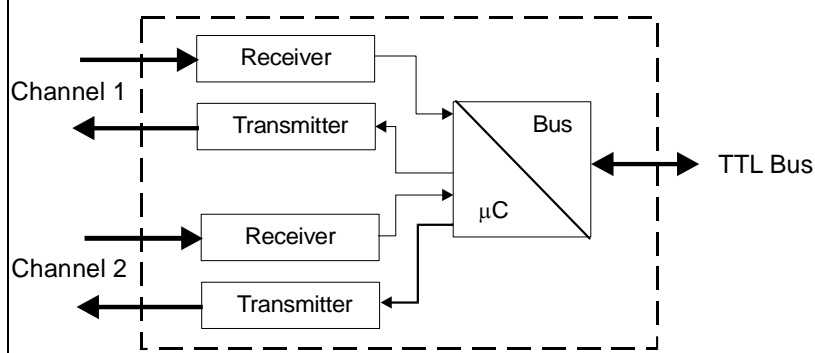 Receiver
Channel 1
Transmitter
Bus
TTL Bus
μC
Receiver
Channel 2
Transmitter